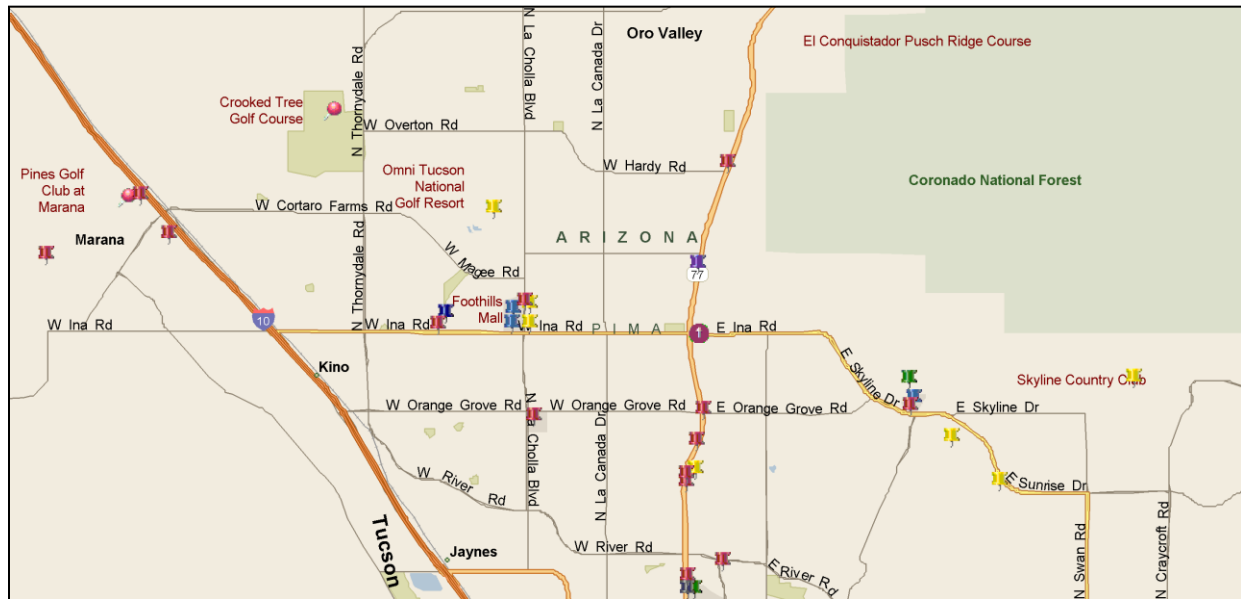 Oro Valley
El Conquistador Pusch Ridge Course
N Thornydale Rd
N La Cholla Blvd
N La Canada Dr
Crooked Tree
Golf Course
W Overton Rd
W Hardy Rd
Omni Tucson
National
Golf Resort
Pines Golf
Club at
Marana
Coronado National Forest
W Cortaro Farms Rd
Marana
ARIZONA
W Magee Rd
77
N Thornydale Rd
Foothills
Mall
W Ina Rd
10
W Ina Rd
W Ina Rd
PIMA
1
E Ina Rd
Kino
E Skyline Dr
Skyline Country Club
W Orange Grove Rd
W Orange Grove Rd
E Orange Grove Rd
E Skyline Dr
N La Cholla Blvd
N La Canada Dr
W River Rd
E Sunrise Dr
Tucson
Jaynes
W River Rd
E River Rd
N Swan Rd
N Craycroft Rd